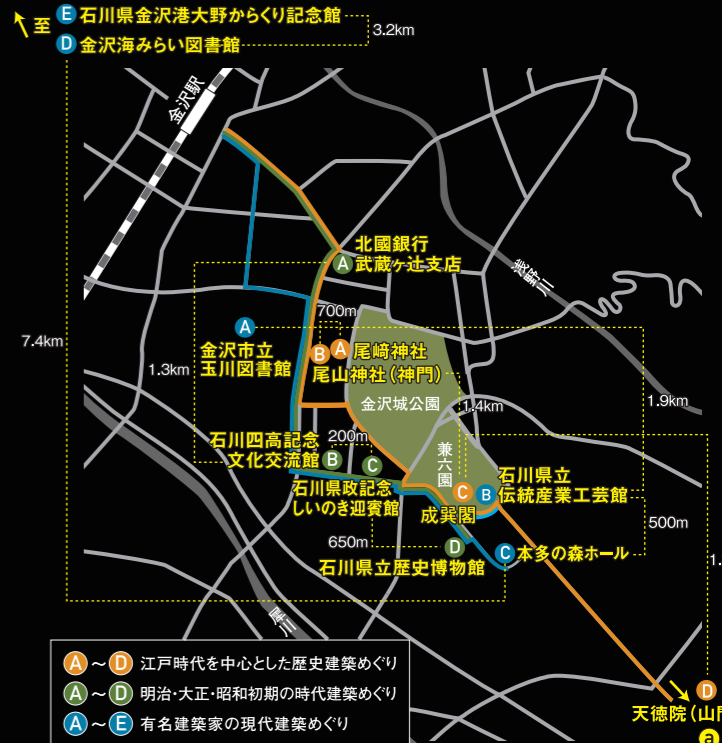 至
E 石川県金沢港大野からくり記念館
D 金沢海みらい図書館
3.2km
金沢駅
北國銀行
武蔵ヶ辻支店
A
浅野川
7.4km
1.3km
700m
A
金沢市立
玉川図書館
B
A 尾﨑神社
尾山神社(神門)
金沢城公園
1.4km
1.9km
200m
石川四高記念
文化交流館
B
C
石川県政記念
しいのき迎賓館
兼六園
石川県立
伝統産業工芸館
C
B
成巽閣
500m
650m
D
石川県立歴史博物館
C 本多の森ホール
1.
犀川
A～D 江戸時代を中心とした歴史建築めぐり
A～D 明治・大正・昭和初期の時代建築めぐり
A～E 有名建築家の現代建築めぐり
D
天徳院(山門
a